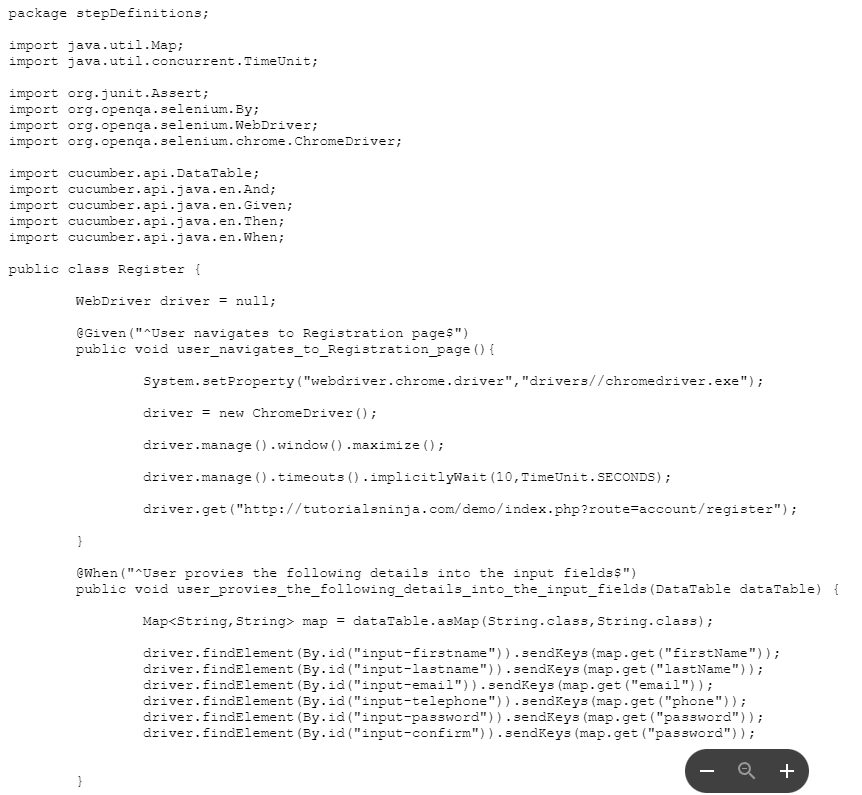 package stepDefinitions;
import java.util.Map;
import java.util.concurrent.TimeUnit;
import org.junit.Assert;
import org.openqa.selenium.By;
import org.openqa.selenium.WebDriver;
import org.openqa.selenium.chrome.ChromeDriver;
import cucumber.api.DataTable;
import cucumber.api.java.en.And;
import cucumber.api.java.en.Given;
import cucumber.api.java.en.Then;
import cucumber.api.java.en.When;
public class Register {
WebDriver driver = null;
@Given("^User navigates to Registration page$")
public void user_navigates_to_Registration_page(){
System.setProperty("webdriver.chrome.driver","drivers//chromedriver.exe");
driver = new ChromeDriver();
driver.manage().window().maximize();
driver.manage().timeouts().implicitlyWait(10,TimeUnit.SECONDS);
driver.get("http://tutorialsninja.com/demo/index.php?route=account/register");
}
@When("^User provies the following details into the input fields$")
public void user_provies_the_following_details_into_the_input_fields(DataTable dataTable) {
Map<String,String> map = dataTable.asMap(String.class,String.class);
driver.findElement(By.id("input-firstname")).sendKeys(map.get("firstName"));
driver.findElement(By.id("input-lastname")).sendKeys(map.get("lastName"));
driver.findElement(By.id("input-email")).sendKeys(map.get("email"));
driver.findElement(By.id("input-telephone")).sendKeys(map.get("phone"));
driver.findElement(By.id("input-password")).sendKeys(map.get("password"));
driver.findElement(By.id("input-confirm")).sendKeys(map.get("password"));
}